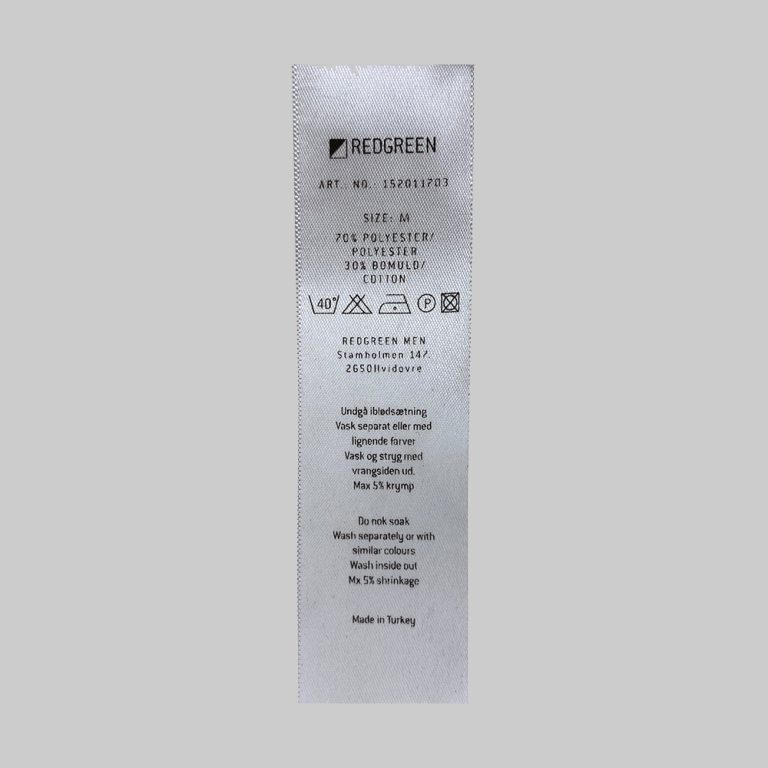 REDGREEN
ART. NO. 152011703
SIZE: M
70% POLYESTER/
POLYESTER
30% BOMULD/
COTTON
40° P
REDGREEN MEN
Stamholmen 147.
2650Hvidovre
Undgå iblødsætning
Vask separat eller med
lignende farver
Vask og stryg med
vrangsiden ud.
Max 5% krymp
Do nok soak
Wash separately or with
similar colours
Wash inside out
Mx 5% shrinkage
Made in Turkey